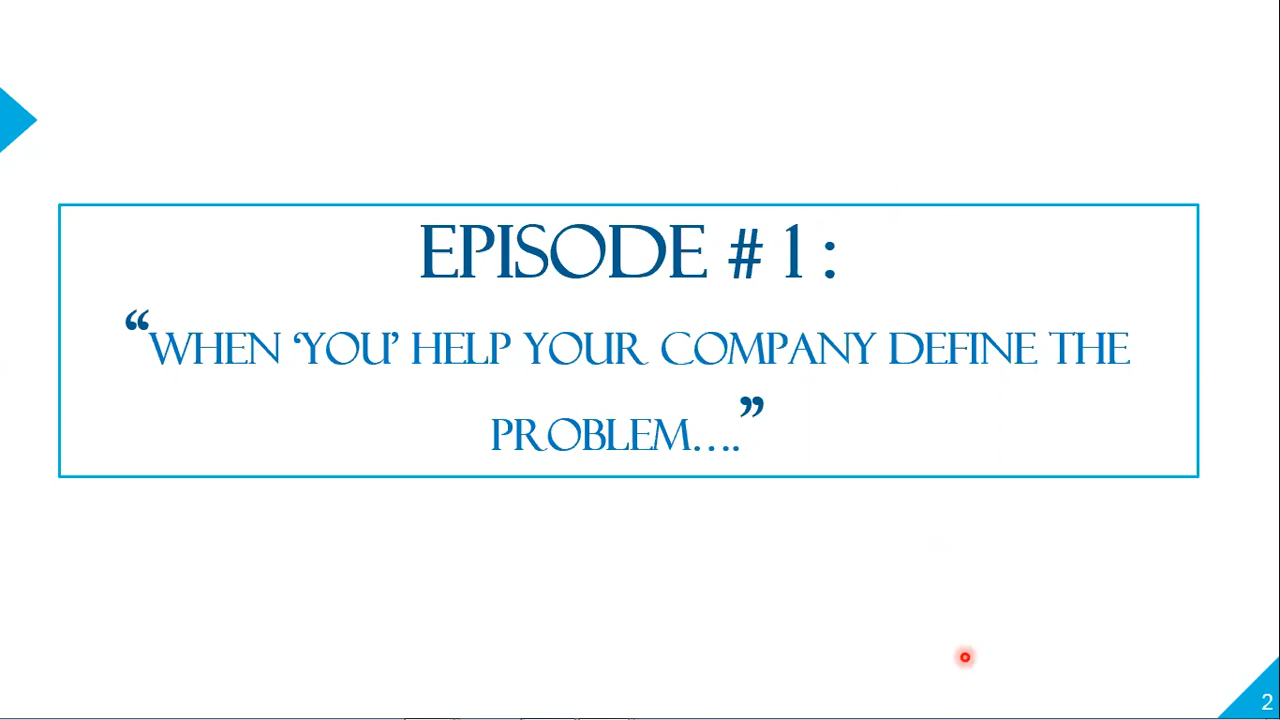 EPISODE # 1 :
“WHEN ‘YOU’ HELP YOUR COMPANY DEFINE THE
PROBLEM….”
2